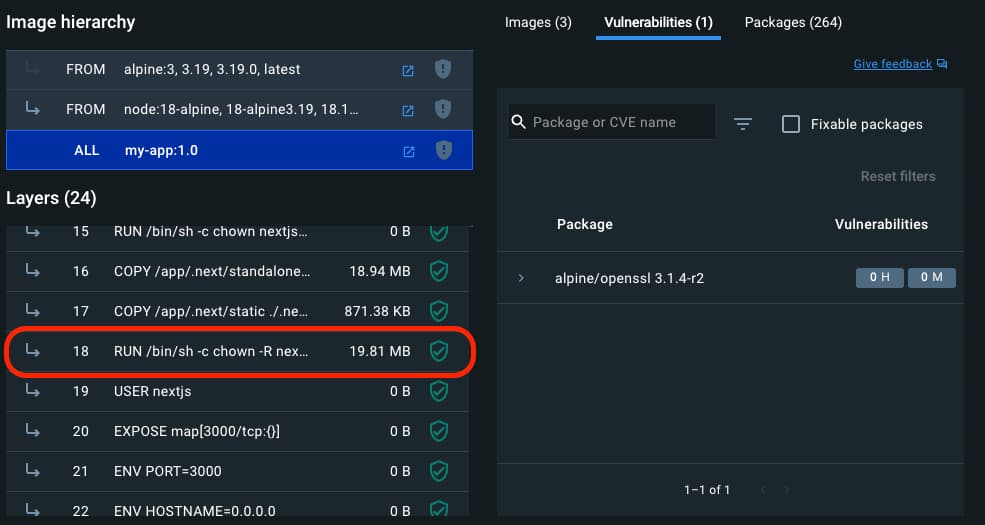 Image hierarchy
FROM alpine:3, 3.19, 3.19.0, latest
FROM node:18-alpine, 18-alpine3.19, 18.1…
ALL my-app:1.0
Layers (24)
15 RUN /bin/sh -c chown nextjs… 0 B
16 COPY /app/.next/standalone… 18.94 MB
17 COPY /app/.next/static ./.ne… 871.38 KB
18 RUN /bin/sh -c chown -R nex… 19.81 MB
19 USER nextjs 0 B
20 EXPOSE map[3000/tcp:{}] 0 B
21 ENV PORT=3000 0 B
22 ENV HOSTNAME=0.0.0.0 0 B
Images (3) Vulnerabilities (1) Packages (264)
Give feedback
Package or CVE name Fixable packages
Reset filters
Package Vulnerabilities
alpine/openssl 3.1.4-r2 0 H 0 M
1–1 of 1